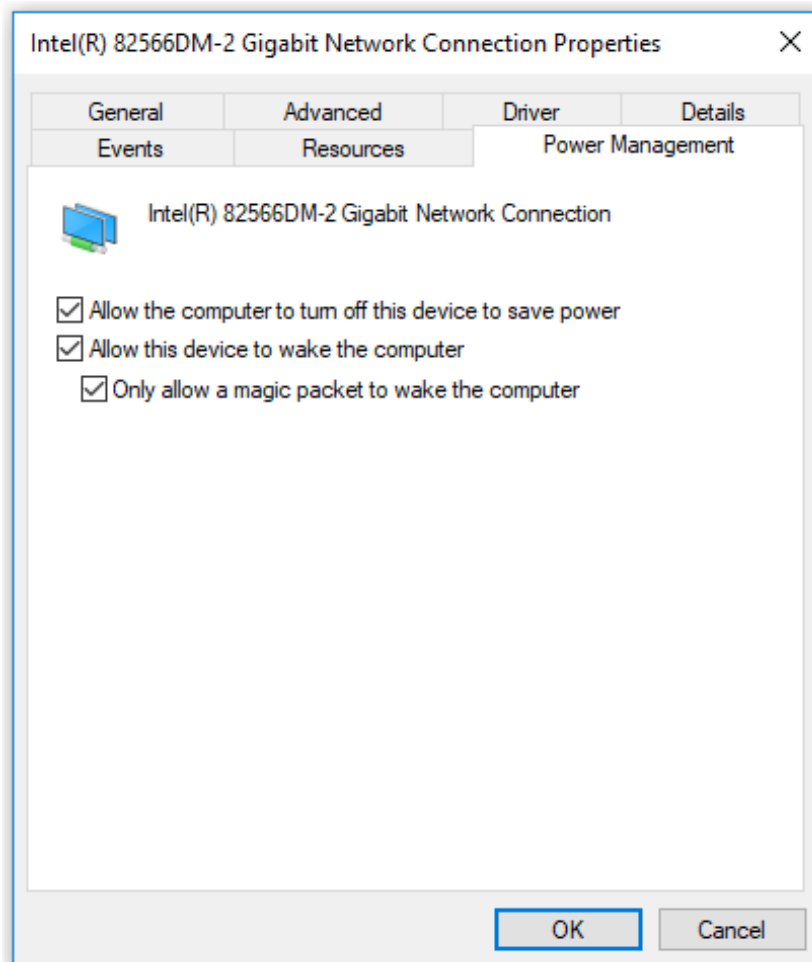 Intel(R) 82566DM-2 Gigabit Network Connection Properties
General Advanced Driver Details
Events Resources Power Management
Intel(R) 82566DM-2 Gigabit Network Connection
Allow the computer to turn off this device to save power
Allow this device to wake the computer
Only allow a magic packet to wake the computer
OK Cancel